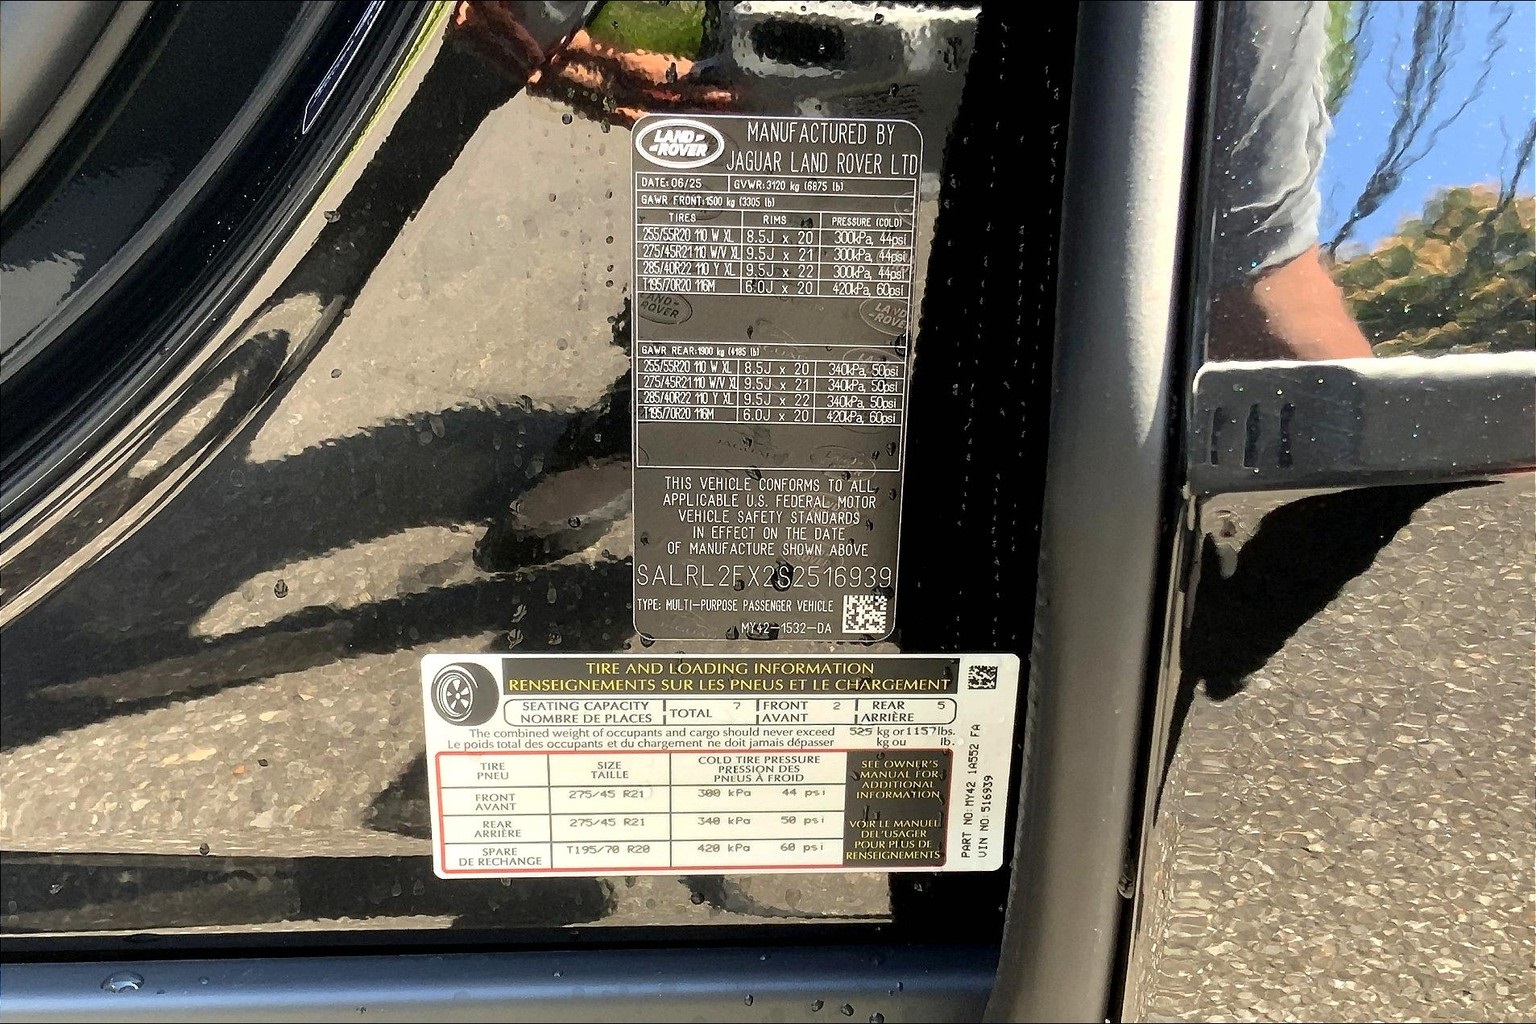 LAND ROVER
MANUFACTURED BY
JAGUAR LAND ROVER LTD
DATE: 06/25 GVWR: 3120 kg (6875 lb)
GAWR FRONT: 1500 kg (3305 lb)
TIRES RIMS PRESSURE (COLD)
255/55R20 110 W XL 8.5J x 20 300kPa, 44psi
275/45R21 110 W/V XL 9.5J x 21 300kPa, 44psi
285/40R22 110 Y XL 9.5J x 22 300kPa, 44psi
T195/70R20 116M 6.0J x 20 420kPa, 60psi
LAND ROVER LAND ROVER
GAWR REAR: 1900 kg (4185 lb)
255/55R20 110 W XL 8.5J x 20 340kPa, 50psi
275/45R21 110 W/V XL 9.5J x 21 340kPa, 50psi
285/40R22 110 Y XL 9.5J x 22 340kPa, 50psi
T195/70R20 116M 6.0J x 20 420kPa, 60psi
THIS VEHICLE CONFORMS TO ALL
APPLICABLE U.S. FEDERAL MOTOR
VEHICLE SAFETY STANDARDS
IN EFFECT ON THE DATE
OF MANUFACTURE SHOWN ABOVE
SALRL2EX2S2516939
TYPE: MULTI-PURPOSE PASSENGER VEHICLE
MY42-1532-DA
TIRE AND LOADING INFORMATION
RENSEIGNEMENTS SUR LES PNEUS ET LE CHARGEMENT
SEATING CAPACITY
NOMBRE DE PLACES
TOTAL 7
FRONT 2
AVANT
REAR 5
ARRIÈRE
The combined weight of occupants and cargo should never exceed 525 kg or 1157 lbs.
Le poids total des occupants et du chargement ne doit jamais dépasser kg ou lb.
TIRE
PNEU
SIZE
TAILLE
COLD TIRE PRESSURE
PRESSION DES
PNEUS À FROID
FRONT
AVANT
275/45 R21 300 kPa 44 psi
REAR
ARRIÈRE
275/45 R21 340 kPa 50 psi
SPARE
DE RECHANGE
T195/70 R20 420 kPa 60 psi
SEE OWNER'S
MANUAL FOR
ADDITIONAL
INFORMATION
VOIR LE MANUEL
DE L'USAGER
POUR PLUS DE
RENSEIGNEMENTS
PART NO: MY42 1A552 FA
VIN NO: 516939